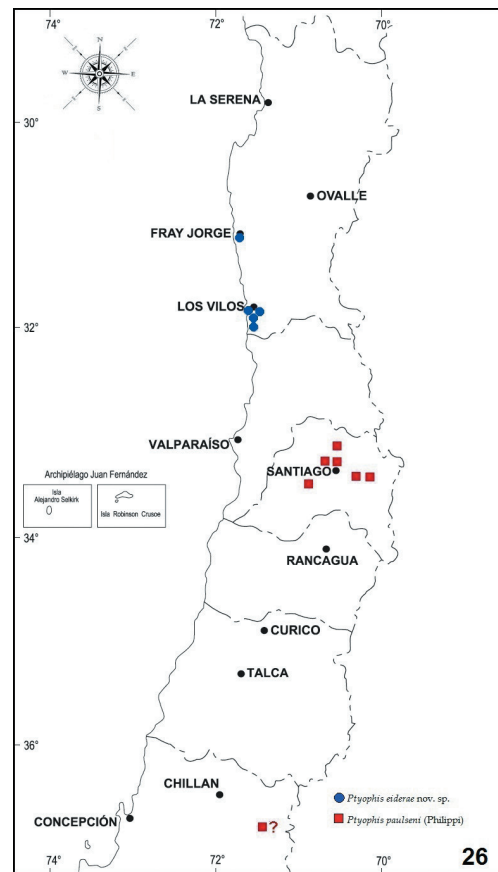 74° 72° 70°
N
W E
S
LA SERENA
30°
OVALLE
FRAY JORGE
LOS VILOS
32°
VALPARAÍSO
Archipiélago Juan Fernández
SANTIAGO
Isla
Alejandro Selkirk
Isla Robinson Crusoe
34°
RANCAGUA
CURICO
TALCA
36°
CHILLAN
Ptyophis eiderae nov. sp.
CONCEPCIÓN
?
Ptyophis paulseni (Philippi)
74° 72° 70°
26